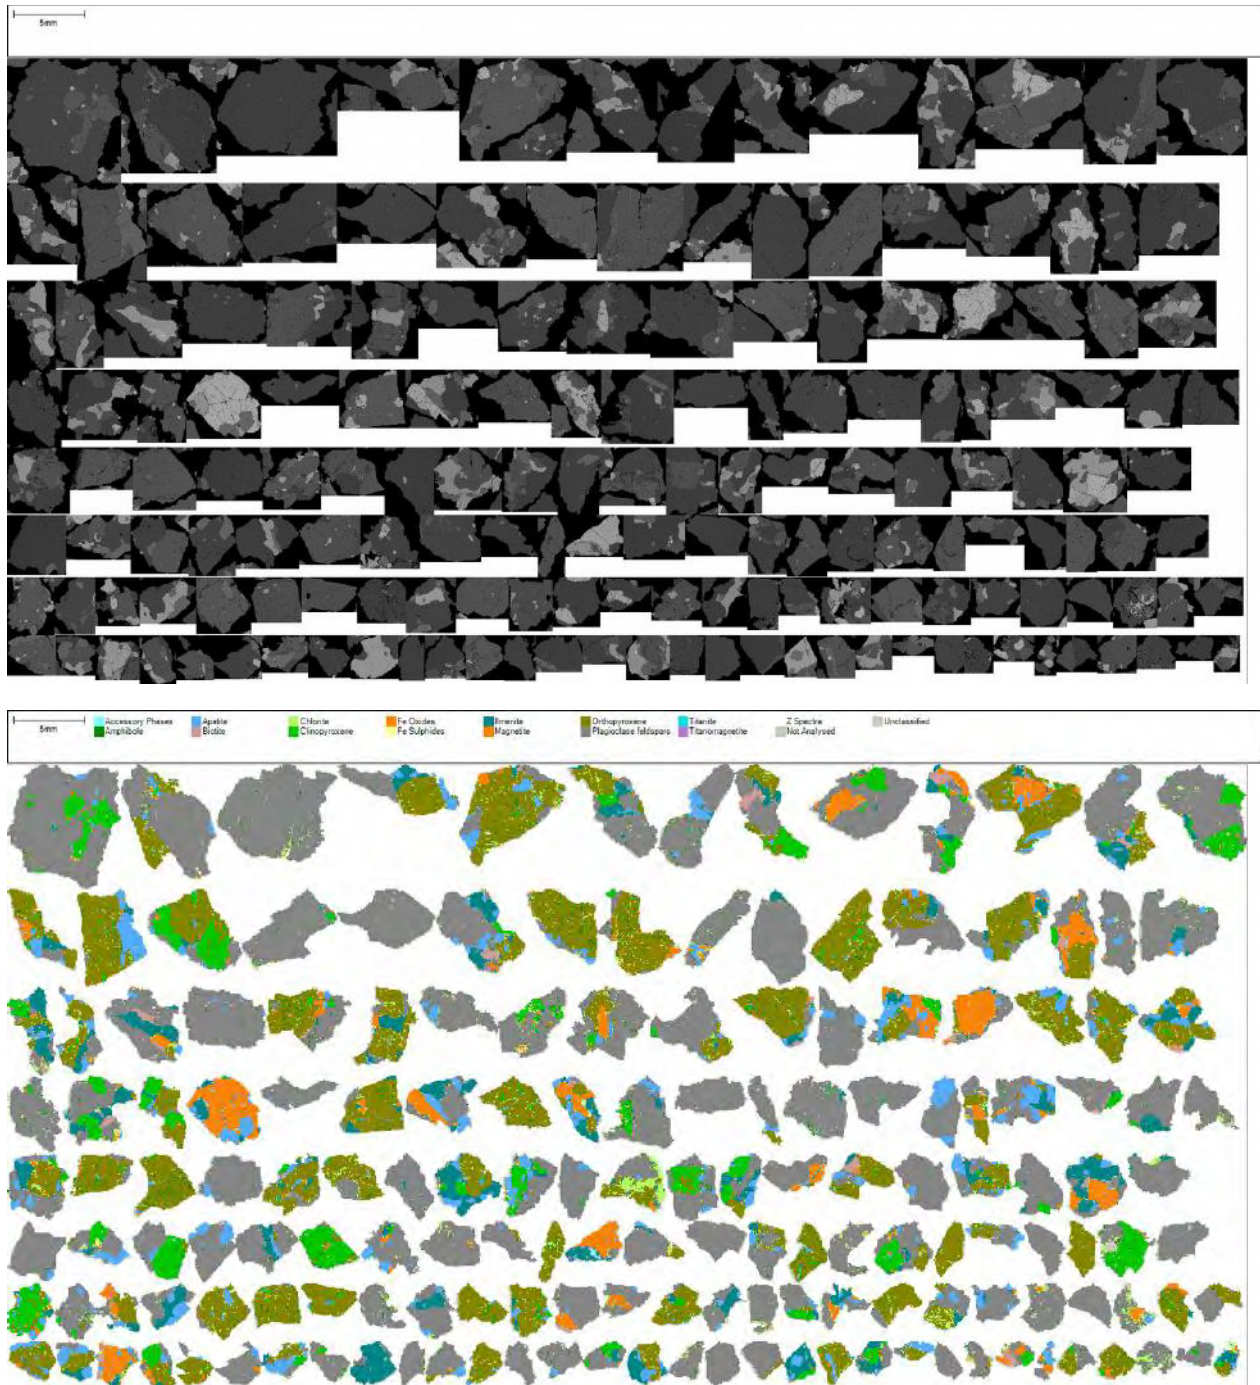 5mm
5mm
Accessory Phases Apatite Chlorite Fe Oxides Ilmenite Orthopyroxene Titanite Z Spectra Unclassified
Amphibole Biotite Clinopyroxene Fe Sulphides Magnetite Plagioclase feldspars Titanomagnetite Not Analysed